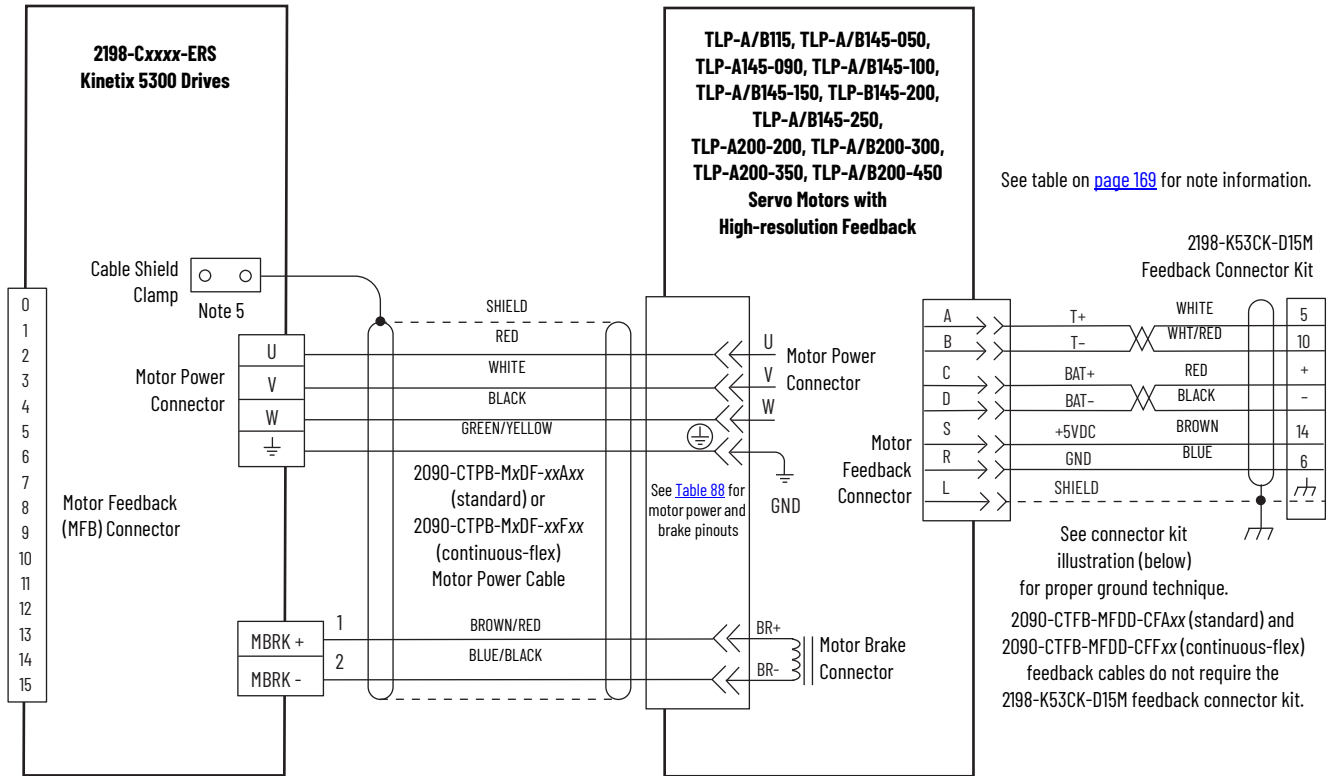 2198-Cxxxx-ERS
Kinetix 5300 Drives
Cable Shield
Clamp
Note 5
0
1
2
3
4
5
6
7
8
9
10
11
12
13
14
15
Motor Feedback
(MFB) Connector
Motor Power
Connector
U
V
W
MBRK +
MBRK -
1
2
SHIELD
RED
WHITE
BLACK
GREEN/YELLOW
2090-CTPB-MxDF-xxAxx
(standard) or
2090-CTPB-MxDF-xxFxx
(continuous-flex)
Motor Power Cable
BROWN/RED
BLUE/BLACK
TLP-A/B115, TLP-A/B145-050,
TLP-A145-090, TLP-A/B145-100,
TLP-A/B145-150, TLP-B145-200,
TLP-A/B145-250,
TLP-A200-200, TLP-A/B200-300,
TLP-A200-350, TLP-A/B200-450
Servo Motors with
High-resolution Feedback
U
V
W
Motor Power
Connector
GND
See Table 88 for
motor power and
brake pinouts
BR+
BR-
Motor Brake
Connector
Motor
Feedback
Connector
A
B
C
D
S
R
L
See table on page 169 for note information.
2198-K53CK-D15M
Feedback Connector Kit
T+ WHITE 5
T- WHT/RED 10
BAT+ RED +
BAT- BLACK -
+5VDC BROWN 14
GND BLUE 6
SHIELD
See connector kit
illustration (below)
for proper ground technique.
2090-CTFB-MFDD-CFAxx (standard) and
2090-CTFB-MFDD-CFFxx (continuous-flex)
feedback cables do not require the
2198-K53CK-D15M feedback connector kit.